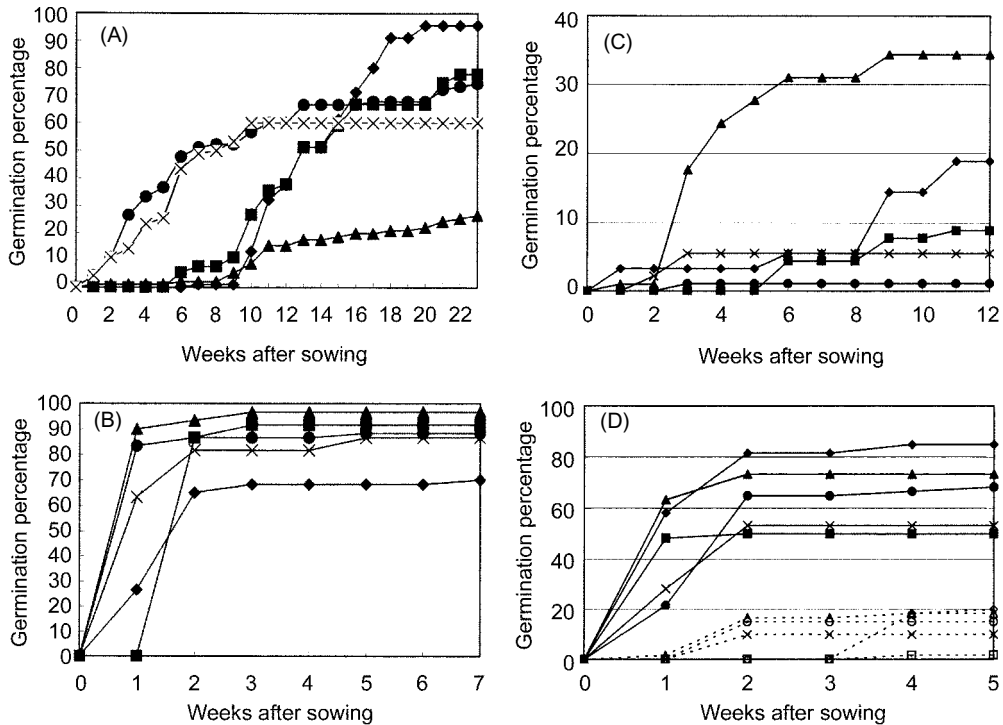 (A)
Germination percentage
100
90
80
70
60
50
40
30
20
10
0
0 2 4 6 8 10 12 14 16 18 20 22
Weeks after sowing
(C)
Germination percentage
40
30
20
10
0
0 2 4 6 8 10 12
Weeks after sowing
(B)
Germination percentage
100
90
80
70
60
50
40
30
20
10
0
0 1 2 3 4 5 6 7
Weeks after sowing
(D)
Germination percentage
100
80
60
40
20
0
0 1 2 3 4 5
Weeks after sowing